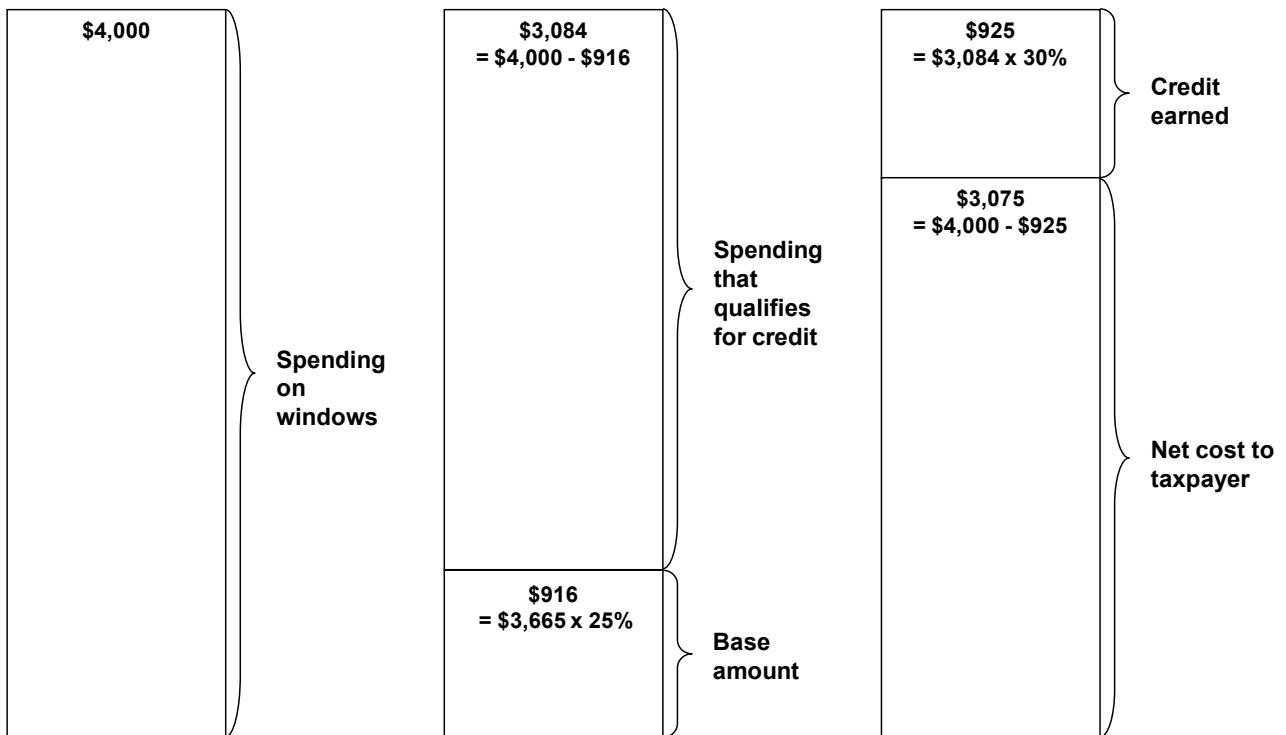 $4,000
Spending
on
windows
$3,084
= $4,000 - $916
Spending
that
qualifies
for credit
$916
= $3,665 x 25%
Base
amount
$925
= $3,084 x 30%
Credit
earned
$3,075
= $4,000 - $925
Net cost to
taxpayer